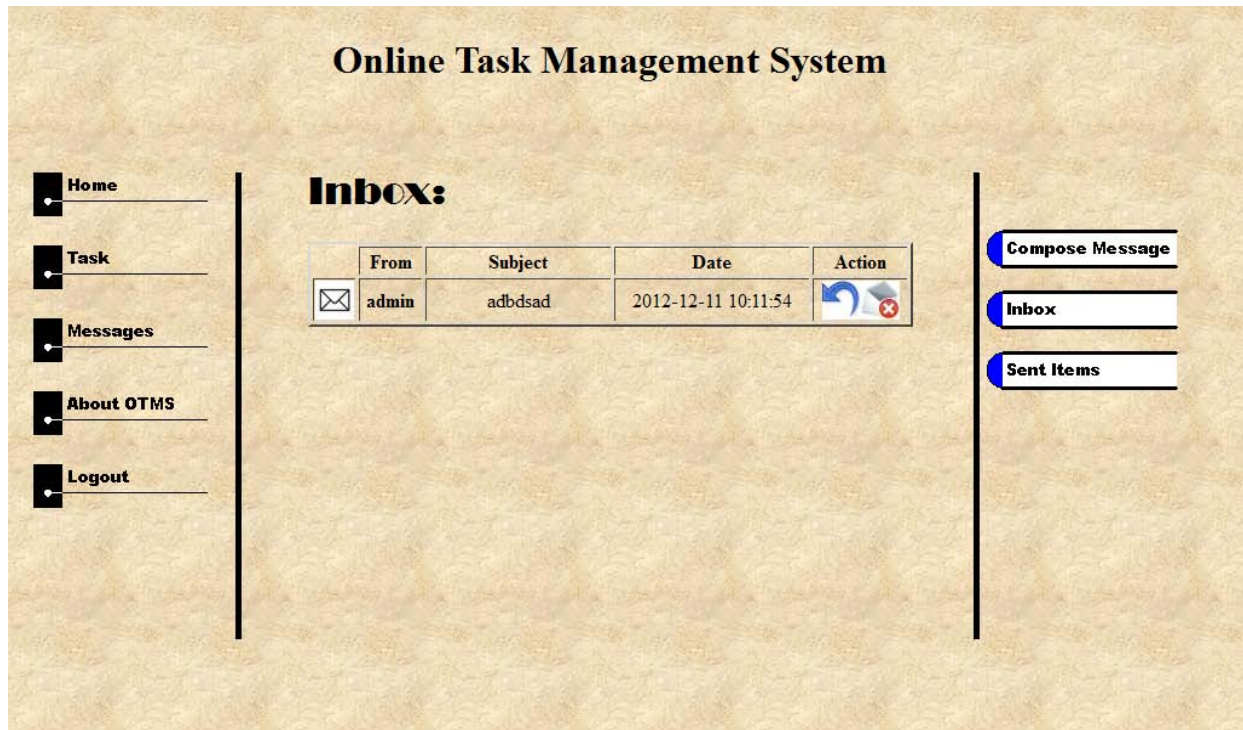 Online Task Management System
Home
Task
Messages
About OTMS
Logout
Inbox:
From Subject Date Action
admin adbdsad 2012-12-11 10:11:54
Compose Message
Inbox
Sent Items